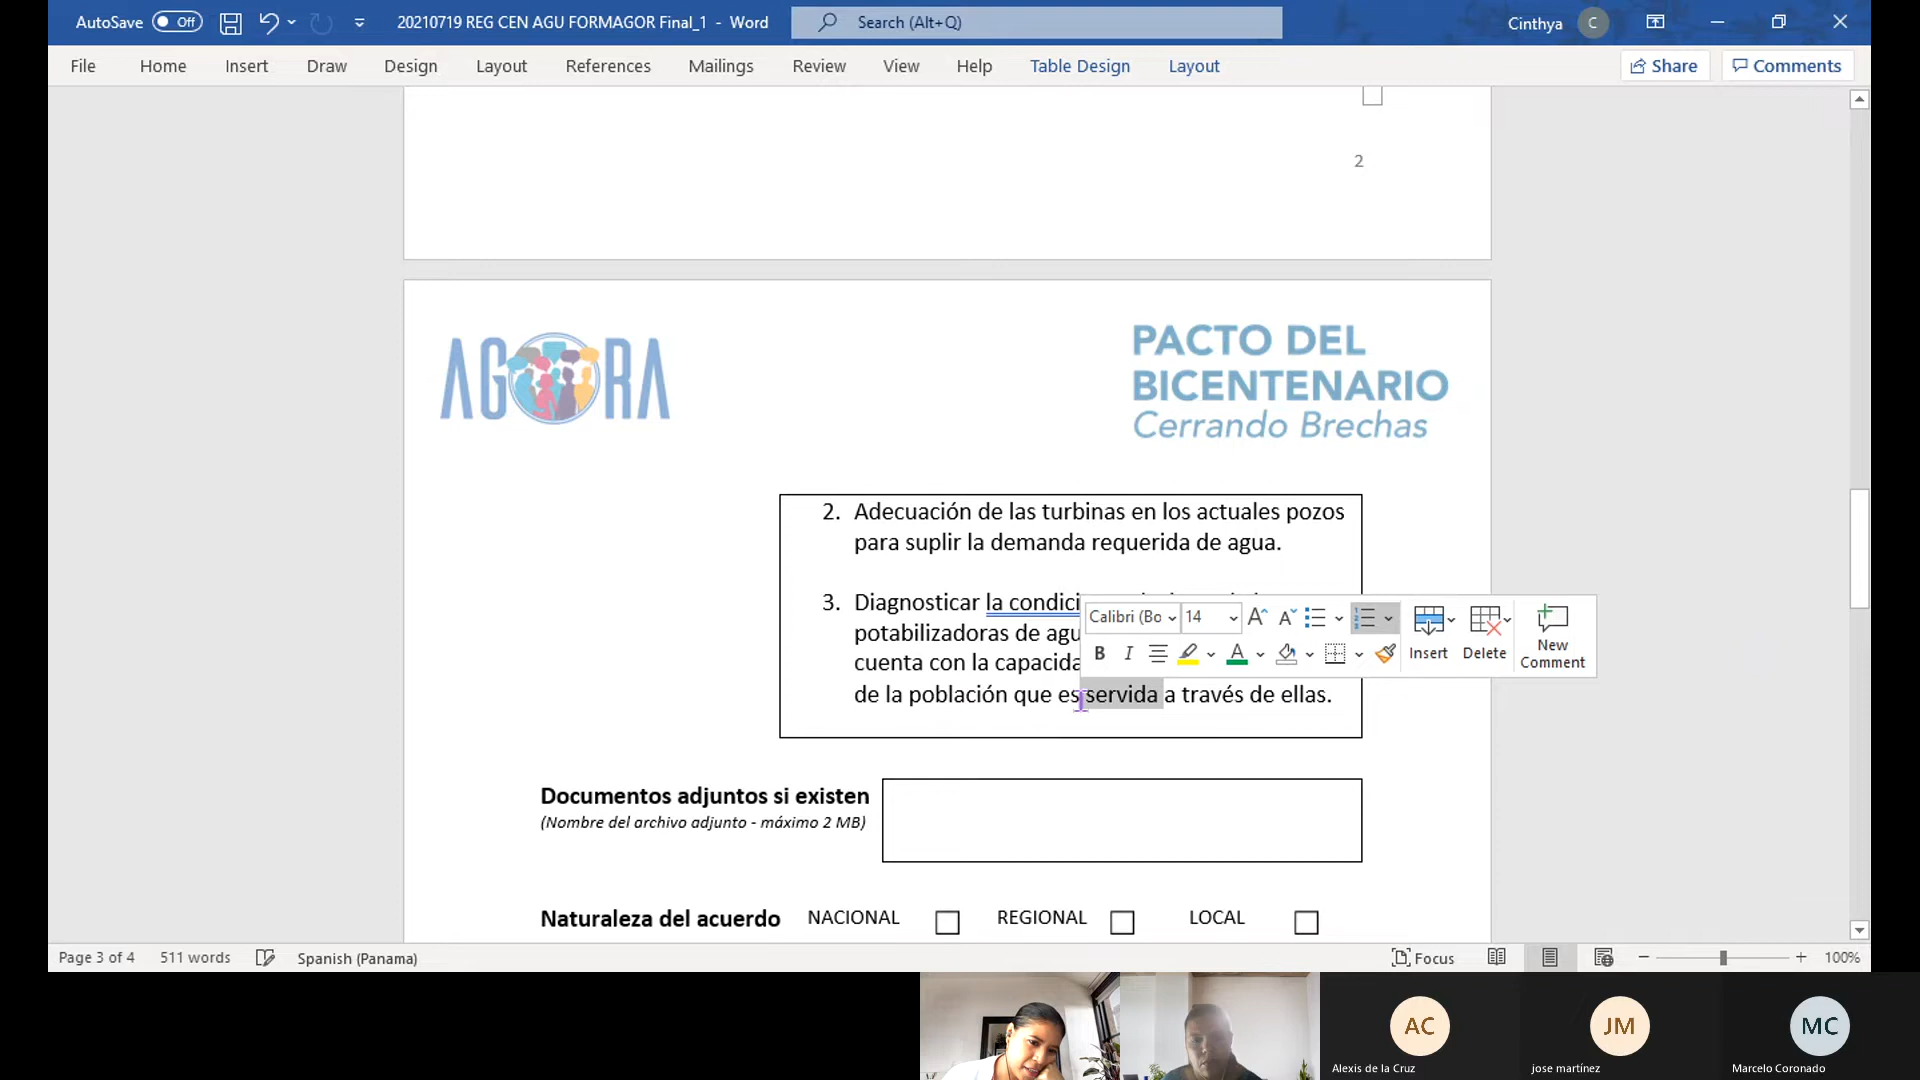 AutoSave Off 20210719 REG CEN AGU FORMAGOR Final_1 - Word Search (Alt+Q) Cinthya C
File Home Insert Draw Design Layout References Mailings Review View Help Table Design Layout Share Comments
2
AGORA
PACTO DEL
BICENTENARIO
Cerrando Brechas
2. Adecuación de las turbinas en los actuales pozos
para suplir la demanda requerida de agua.
3. Diagnosticar la condici
potabilizadoras de agu
cuenta con la capacida
de la población que es servida a través de ellas.
Calibri (Bo 14
Insert Delete New
Comment
Documentos adjuntos si existen
(Nombre del archivo adjunto - máximo 2 MB)
Naturaleza del acuerdo NACIONAL REGIONAL LOCAL
Page 3 of 4 511 words Spanish (Panama) Focus 100%
AC JM MC
Alexis de la Cruz jose martínez Marcelo Coronado